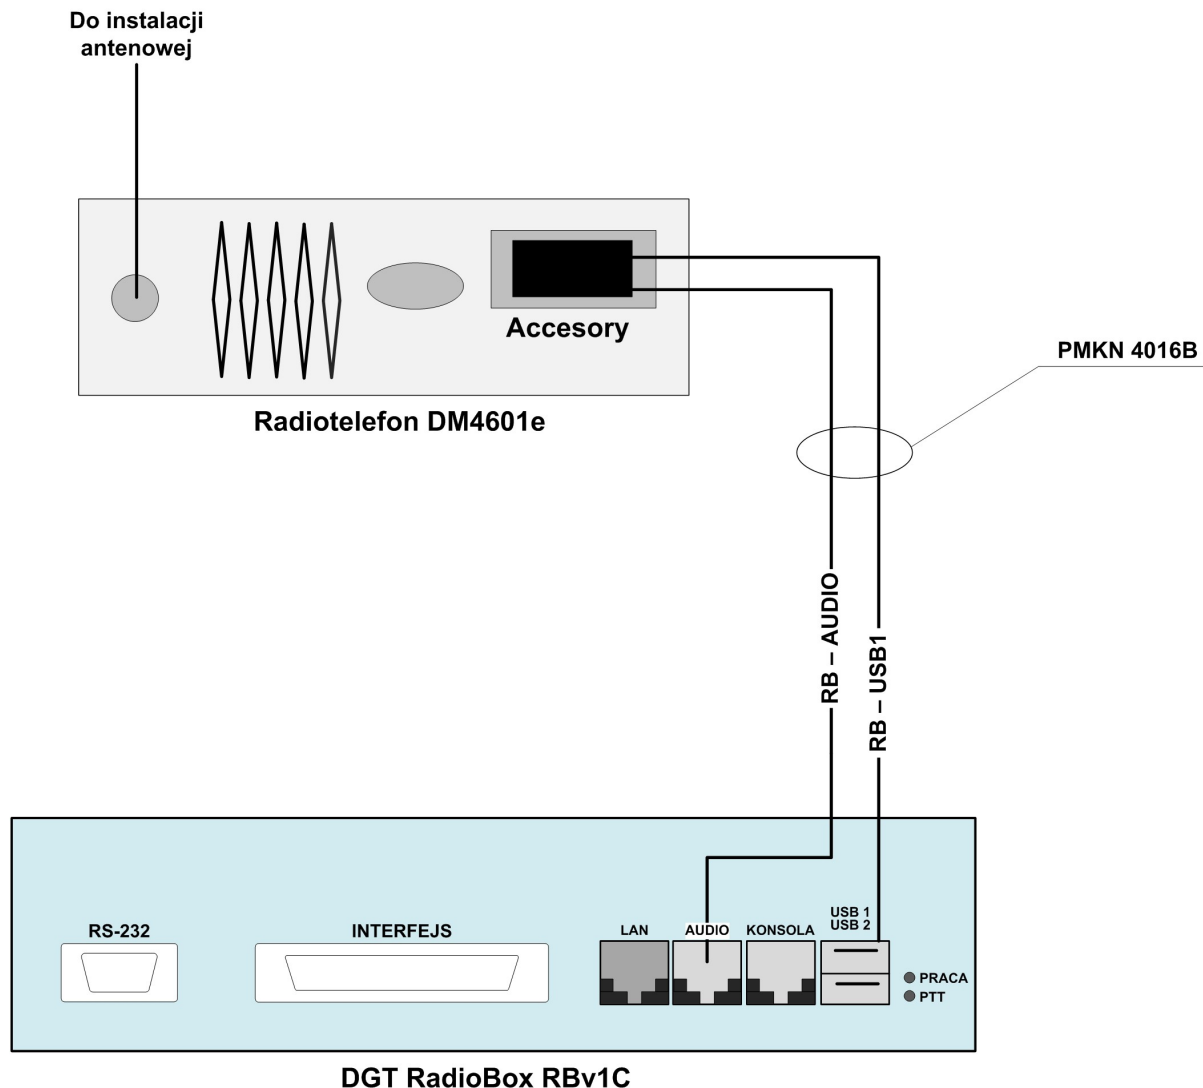 Do instalacji
antenowej
Accesory
Radiotelefon DM4601e
PMKN 4016B
RB – AUDIO
RB – USB1
RS-232
INTERFEJS
LAN
AUDIO
KONSOLA
USB 1
USB 2
PRACA
PTT
DGT RadioBox RBv1C